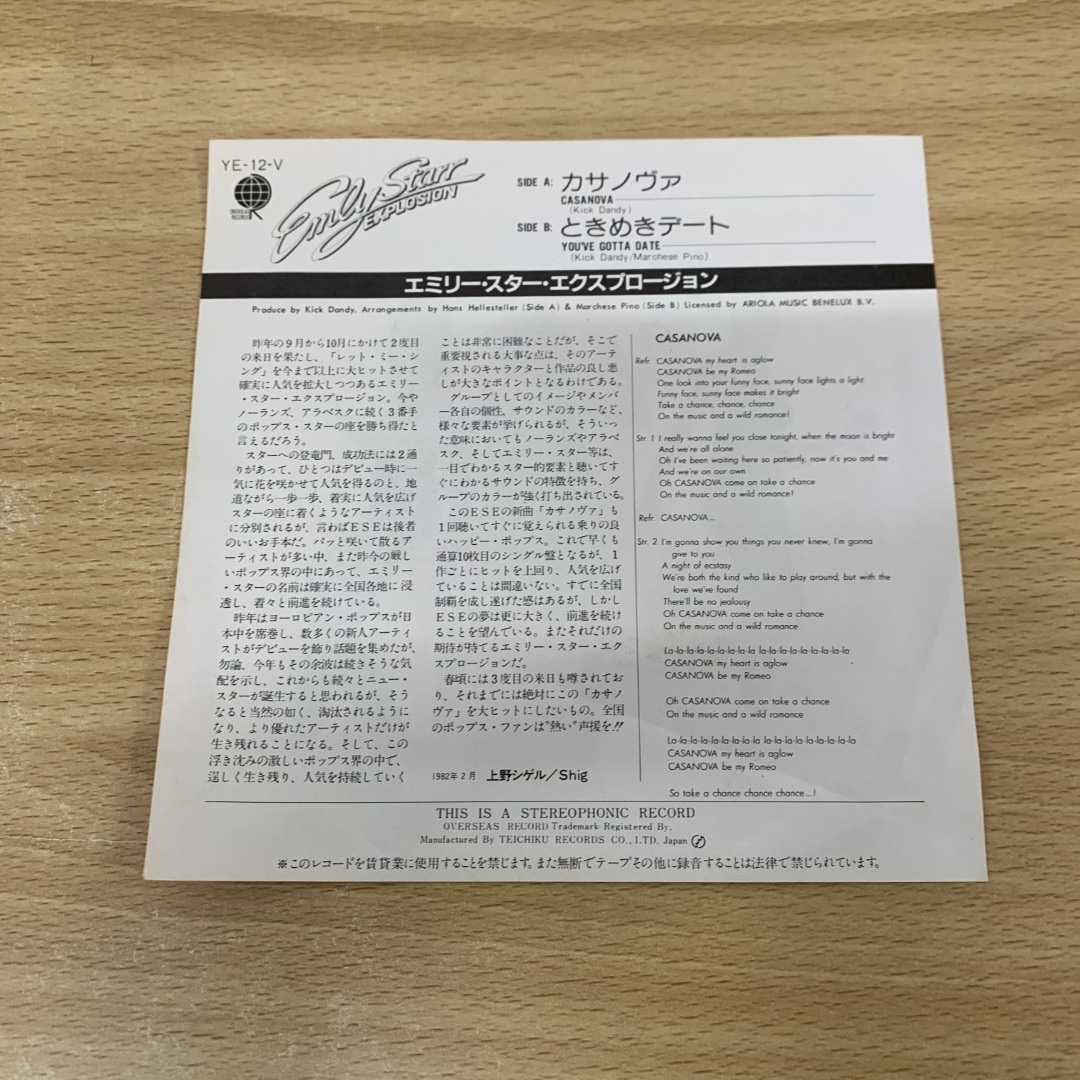 YE-12-V
OVERSEAS RECORDS
Emly Starr
EXPLOSION
SIDE A: カサノヴァ
CASANOVA
(Kick Dandy)
SIDE B: ときめきデート
YOU'VE GOTTA DATE
(Kick Dandy/Marchese Pino)
エミリー・スター・エクスプロージョン
Produce by Kick Dandy, Arrangements by Hans Hellesteller (Side A) & Marchese Pino (Side B) Licensed by ARIOLA MUSIC BENELUX B.V.
昨年の9月から10月にかけて2度目
の来日を果たし、「レット・ミー・シ
ング」を今まで以上に大ヒットさせて
確実に人気を拡大しつつあるエミリー
・スター・エクスプロージョン。今や
ノーランズ、アラベスクに続く3番手
のポップス・スターの座を勝ち得たと
言えるだろう。
スターへの登竜門、成功法には2通
りがあって、ひとつはデビュー時に一
気に花を咲かせて人気を得るのと、地
道ながら一歩一歩、着実に人気を広げ
スターの座に着くようなアーティスト
に分別されるが、言わばESEは後者
のいいお手本だ。パッと咲いて散るア
ーティストが多い中、また昨今の厳し
いポップス界の中にあって、エミリー
・スターの名前は確実に全国各地に浸
透し、着々と前進を続けている。
昨年はヨーロピアン・ポップスが日
本中を席巻し、数多くの新人アーティ
ストがデビューを飾り話題を集めたが、
勿論、今年もその余波は続きそうな気
配を示し、これからも続々とニュー・
スターが誕生すると思われるが、そう
なると当然の如く、淘汰されるように
なり、より優れたアーティストだけが
生き残れることになる。そして、この
浮き沈みの激しいポップス界の中で、
逞しく生き残り、人気を持続していく
ことは非常に困難なことだが、そこで
重要視される大事な点は、そのアーテ
ィストのキャラクターと作品の良し悪
しが大きなポイントとなるわけである。
グループとしてのイメージやメンバ
ー各自の個性、サウンドのカラーなど、
様々な要素が挙げられるが、そういっ
た意味においてもノーランズやアラベ
スク、そしてエミリー・スター等は、
一目でわかるスター的要素と聴いてす
ぐにわかるサウンドの特徴を持ち、グ
ループのカラーが強く打ち出されている。
このESEの新曲「カサノヴァ」も
1回聴いてすぐに覚えられる乗りの良
いハッピー・ポップス。これで早くも
通算10枚目のシングル盤となるが、1
作ごとにヒットを上回り、人気を広げ
ていることは間違いない。すでに全国
制覇を成し遂げた感はあるが、しかし
ESEの夢は更に大きく、前進を続け
ることを望んでいる。またそれだけの
期待が持てるエミリー・スター・エク
スプロージョンだ。
春頃には3度目の来日も噂されてお
り、それまでには絶対にこの「カサノ
ヴァ」を大ヒットにしたいもの。全国
のポップス・ファンは"熱い"声援を!!
1982年2月 上野シゲル/Shig
CASANOVA
Refr. CASANOVA my heart is aglow
CASANOVA be my Romeo
One look into your funny face, sunny face lights a light
Funny face, sunny face makes it bright
Take a chance, chance, chance
On the music and a wild romance!
Str. 1 I really wanna feel you close tonight, when the moon is bright
And we're all alone
Oh I've been waiting here so patiently, now it's you and me
And we're on our own
Oh CASANOVA come on take a chance
On the music and a wild romance!
Refr. CASANOVA...
Str. 2 I'm gonna show you things you never knew, I'm gonna
give to you
A night of ecstasy
We're both the kind who like to play around, but with the
love we've found
There'll be no jealousy
Oh CASANOVA come on take a chance
On the music and a wild romance
La-la-la-la-la-la-la-la-la-la-la-la-la-la-la-la
CASANOVA my heart is aglow
CASANOVA be my Romeo
Oh CASANOVA come on take a chance
On the music and a wild romance
La-la-la-la-la-la-la-la-la-la-la-la-la-la-la-la
CASANOVA my heart is aglow
CASANOVA be my Romeo
So take a chance chance chance...!
THIS IS A STEREOPHONIC RECORD
OVERSEAS RECORD Trademark Registered By,
Manufactured By TEICHIKU RECORDS CO., LTD. Japan
※このレコードを賃貸業に使用することを禁じます。また無断でテープその他に録音することは法律で禁じられています。